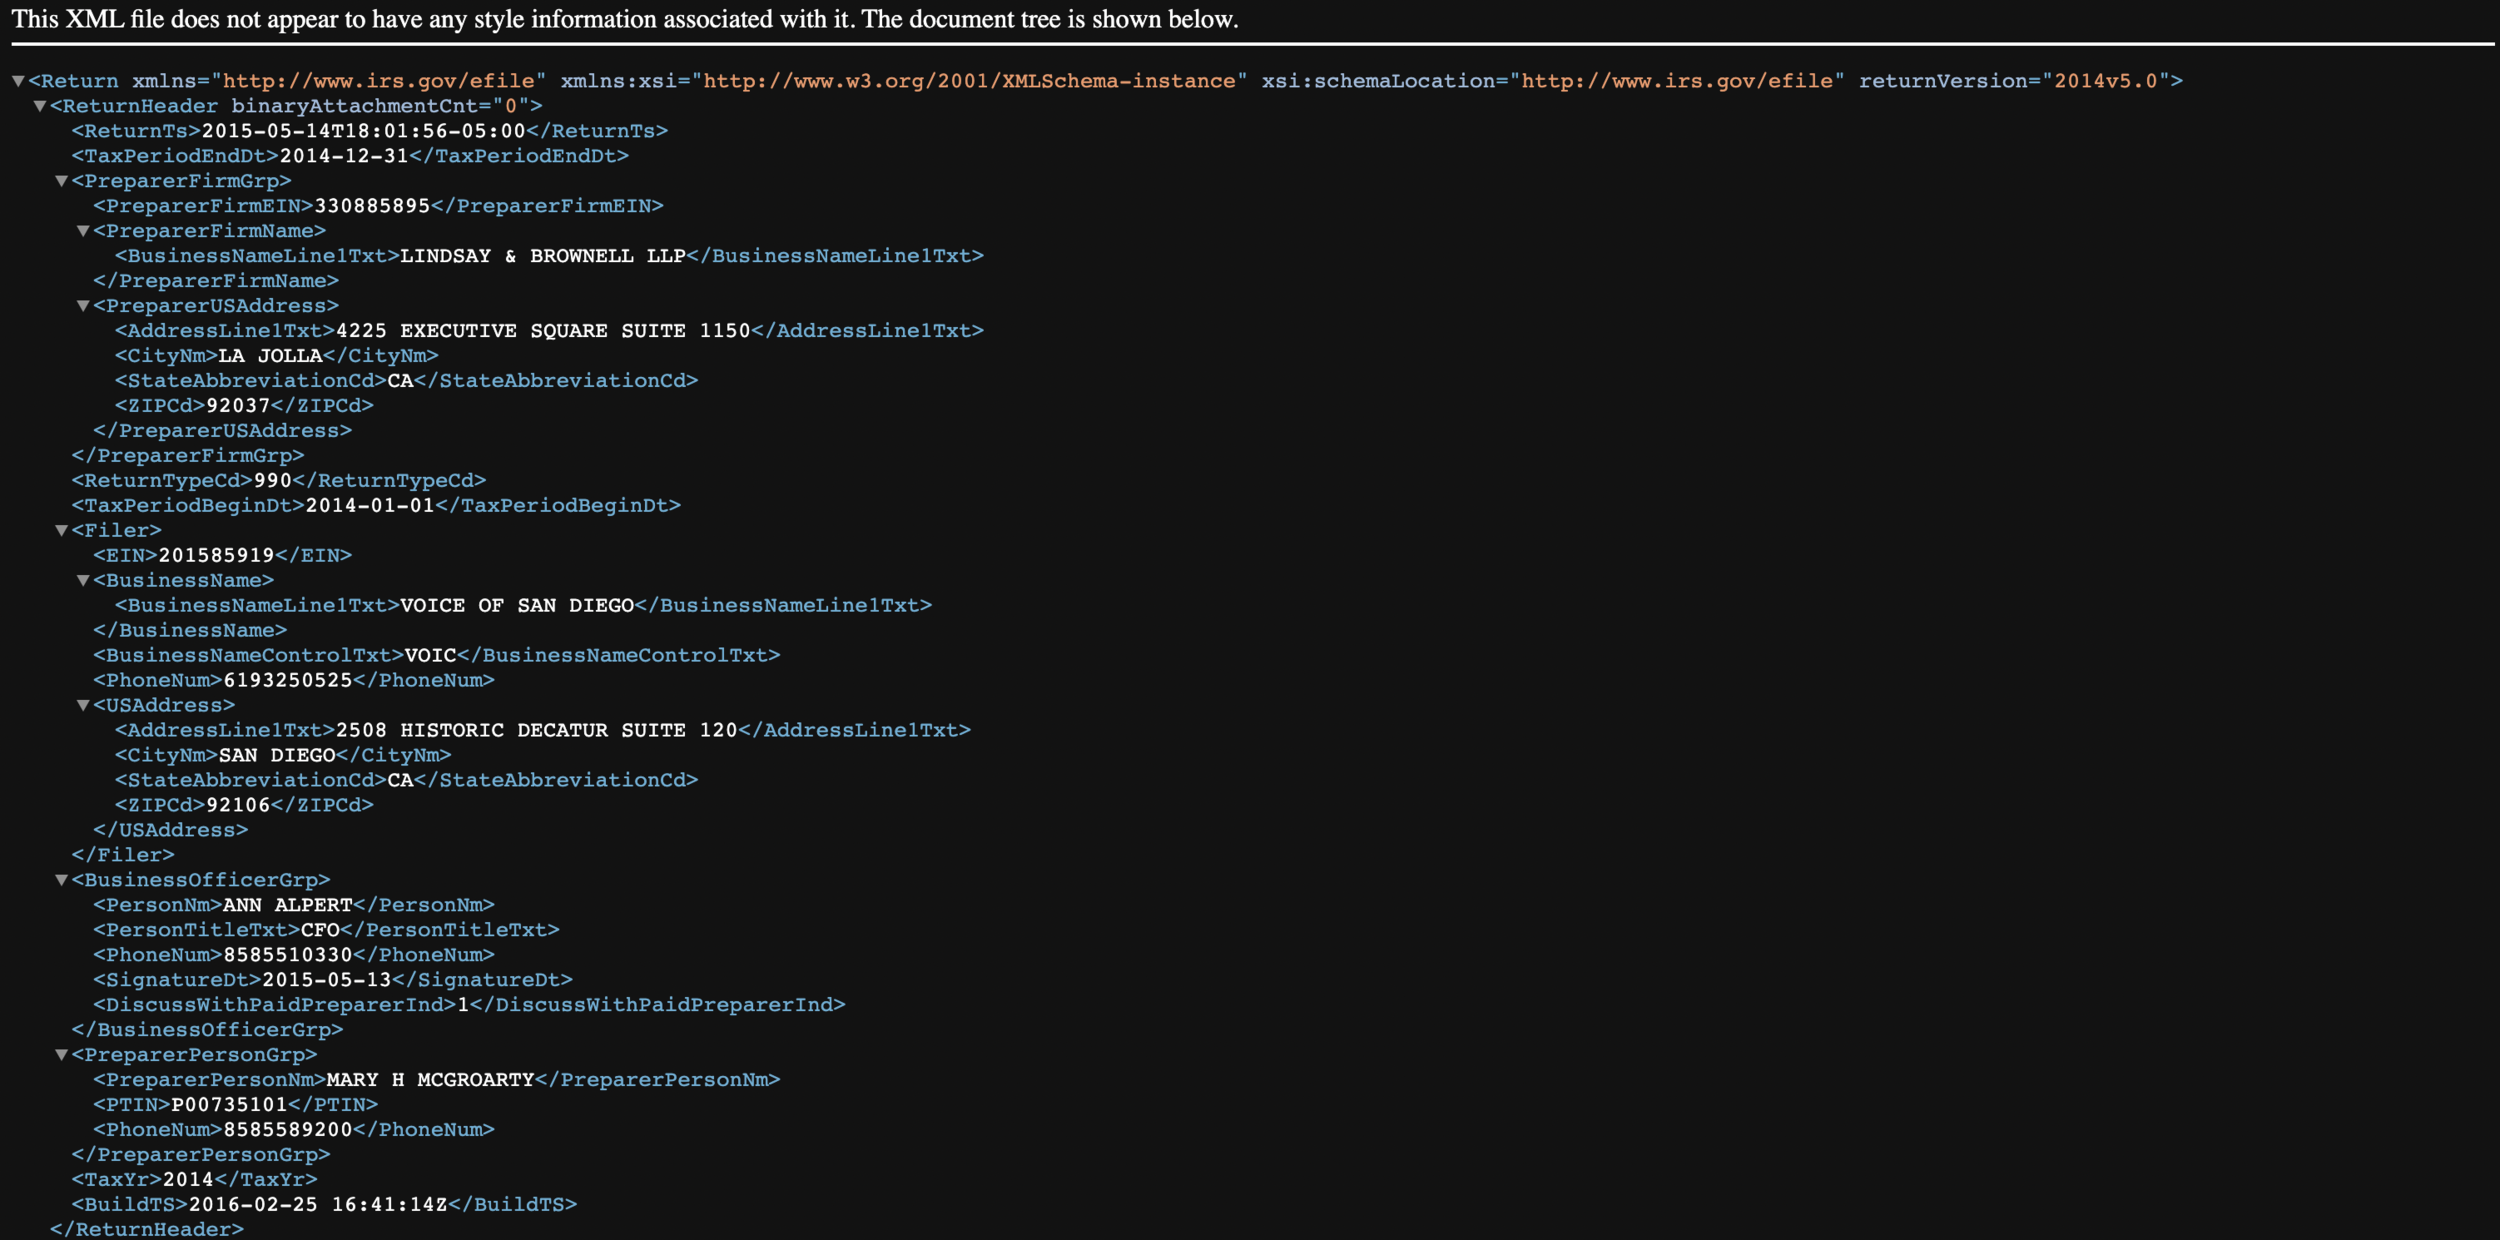 This XML file does not appear to have any style information associated with it. The document tree is shown below.
▼<Return xmlns="http://www.irs.gov/efile" xmlns:xsi="http://www.w3.org/2001/XMLSchema-instance" xsi:schemaLocation="http://www.irs.gov/efile" returnVersion="2014v5.0">
▼<ReturnHeader binaryAttachmentCnt="0">
<ReturnTs>2015-05-14T18:01:56-05:00</ReturnTs>
<TaxPeriodEndDt>2014-12-31</TaxPeriodEndDt>
▼<PreparerFirmGrp>
<PreparerFirmEIN>330885895</PreparerFirmEIN>
▼<PreparerFirmName>
<BusinessNameLine1Txt>LINDSAY & BROWNELL LLP</BusinessNameLine1Txt>
</PreparerFirmName>
▼<PreparerUSAddress>
<AddressLine1Txt>4225 EXECUTIVE SQUARE SUITE 1150</AddressLine1Txt>
<CityNm>LA JOLLA</CityNm>
<StateAbbreviationCd>CA</StateAbbreviationCd>
<ZIPCd>92037</ZIPCd>
</PreparerUSAddress>
</PreparerFirmGrp>
<ReturnTypeCd>990</ReturnTypeCd>
<TaxPeriodBeginDt>2014-01-01</TaxPeriodBeginDt>
▼<Filer>
<EIN>201585919</EIN>
▼<BusinessName>
<BusinessNameLine1Txt>VOICE OF SAN DIEGO</BusinessNameLine1Txt>
</BusinessName>
<BusinessNameControlTxt>VOIC</BusinessNameControlTxt>
<PhoneNum>6193250525</PhoneNum>
▼<USAddress>
<AddressLine1Txt>2508 HISTORIC DECATUR SUITE 120</AddressLine1Txt>
<CityNm>SAN DIEGO</CityNm>
<StateAbbreviationCd>CA</StateAbbreviationCd>
<ZIPCd>92106</ZIPCd>
</USAddress>
</Filer>
▼<BusinessOfficerGrp>
<PersonNm>ANN ALPERT</PersonNm>
<PersonTitleTxt>CFO</PersonTitleTxt>
<PhoneNum>8585510330</PhoneNum>
<SignatureDt>2015-05-13</SignatureDt>
<DiscussWithPaidPreparerInd>1</DiscussWithPaidPreparerInd>
</BusinessOfficerGrp>
▼<PreparerPersonGrp>
<PreparerPersonNm>MARY H MCGROARTY</PreparerPersonNm>
<PTIN>P00735101</PTIN>
<PhoneNum>8585589200</PhoneNum>
</PreparerPersonGrp>
<TaxYr>2014</TaxYr>
<BuildTS>2016-02-25 16:41:14Z</BuildTS>
</ReturnHeader>